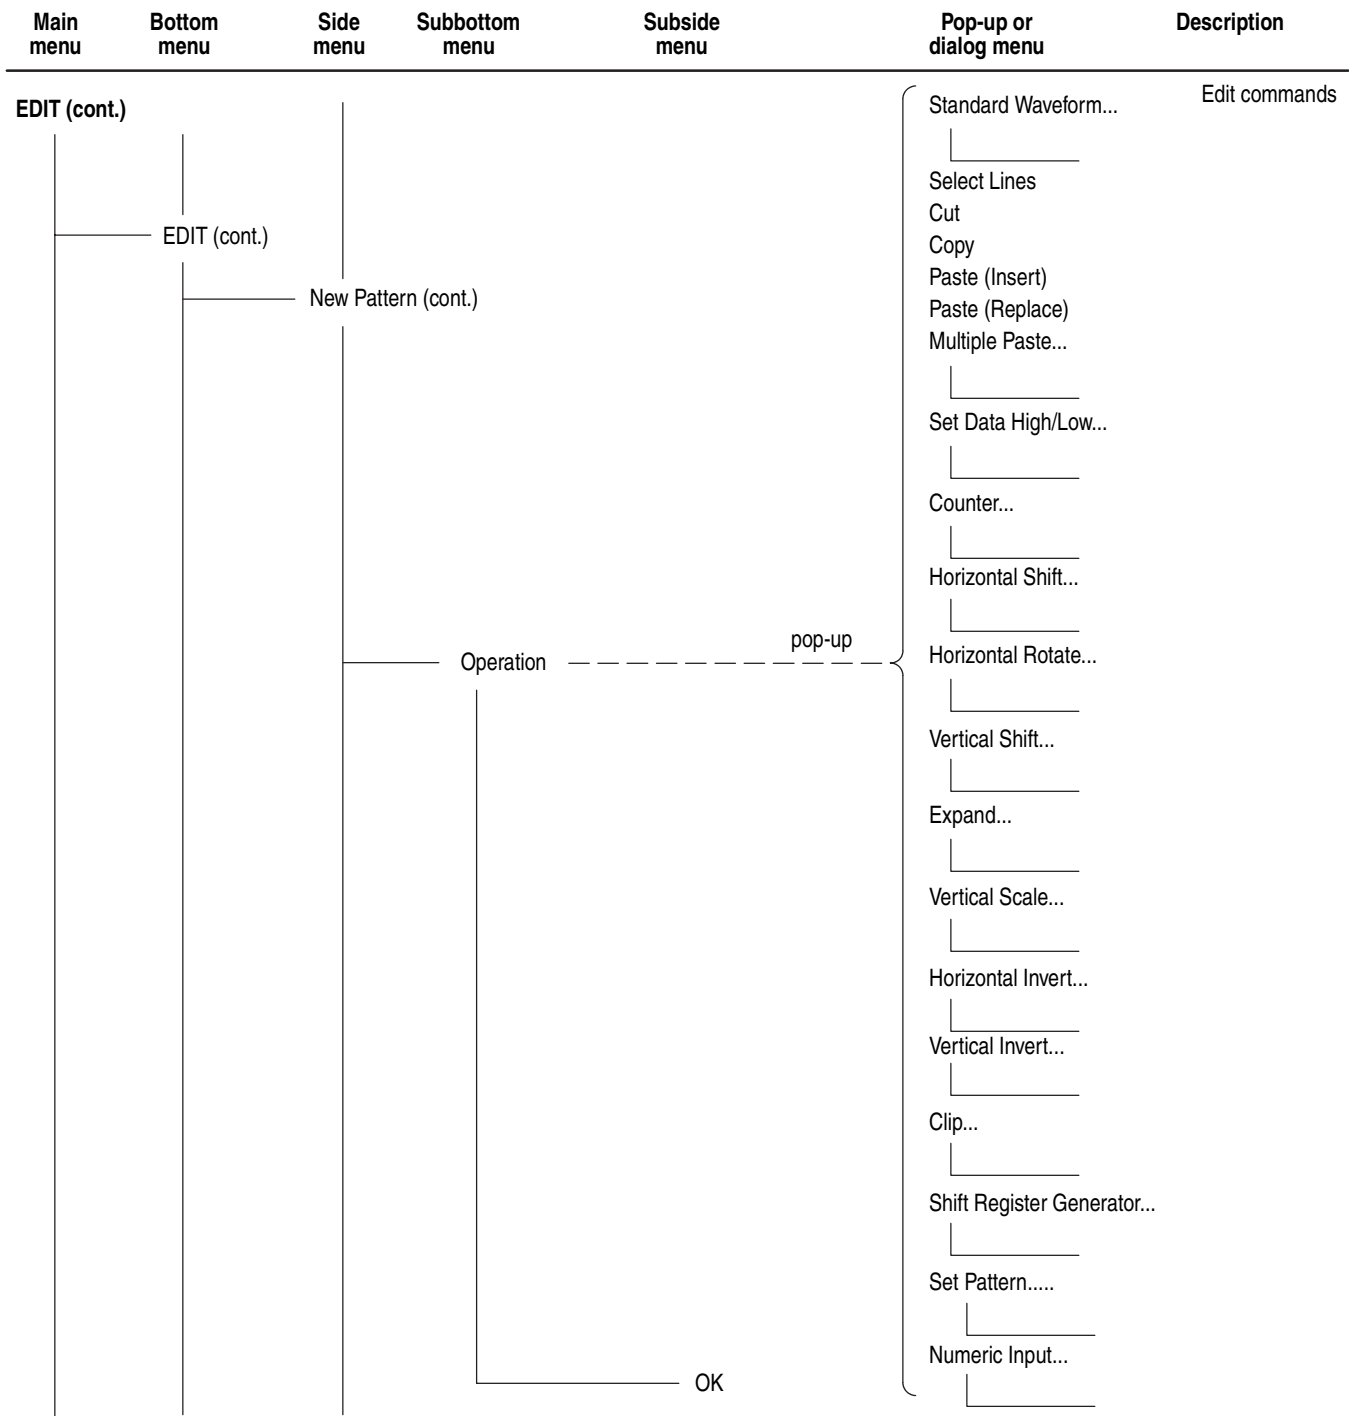 Main menu
Bottom menu
Side menu
Subbottom menu
Subside menu
Pop-up or dialog menu
Description
EDIT (cont.)
Standard Waveform...
Edit commands
Select Lines
Cut
EDIT (cont.)
Copy
Paste (Insert)
New Pattern (cont.)
Paste (Replace)
Multiple Paste...
Set Data High/Low...
Counter...
Horizontal Shift...
pop-up
Operation
Horizontal Rotate...
Vertical Shift...
Expand...
Vertical Scale...
Horizontal Invert...
Vertical Invert...
Clip...
Shift Register Generator...
Set Pattern.....
Numeric Input...
OK